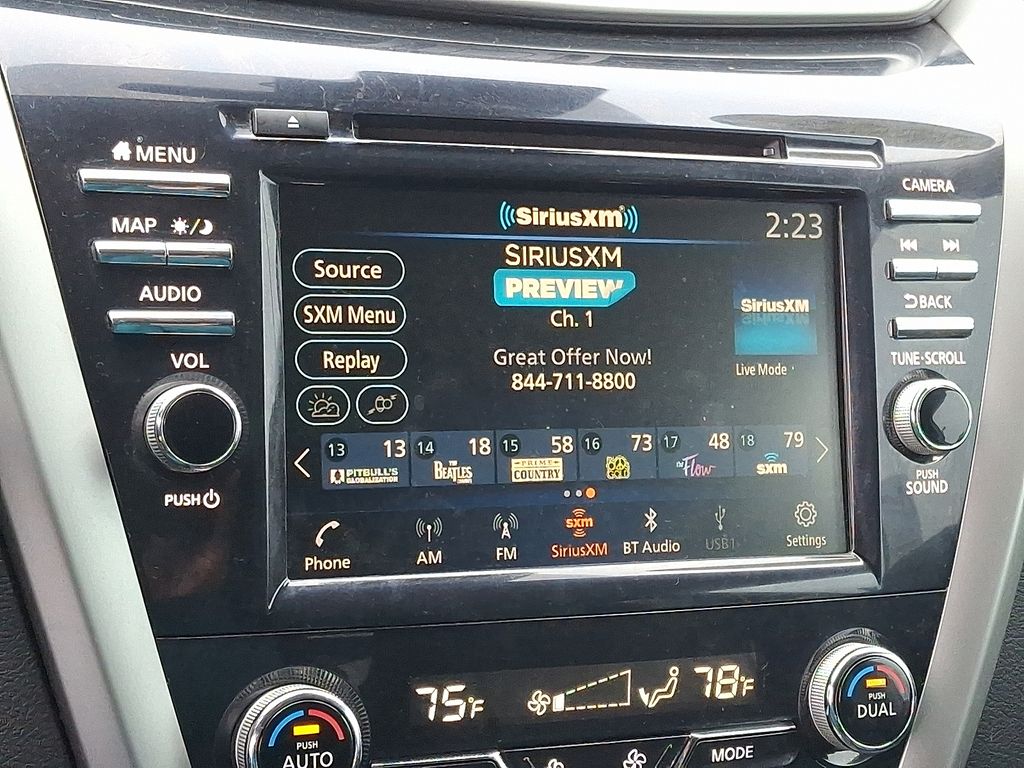 MENU
MAP
AUDIO
VOL
PUSH
SiriusXM
2:23
SIRIUSXM
PREVIEW
Ch. 1
Great Offer Now!
844-711-8800
Source
SXM Menu
Replay
SiriusXM
Live Mode
13 13
PITBULL'S
GLOBALIZATION
14 18
THE
BEATLES
15 58
PRIME
COUNTRY
16 73
17 48
the Flow
18 79
sxm
Phone
AM
FM
sxm
SiriusXM
BT Audio
USB1
Settings
CAMERA
BACK
TUNE·SCROLL
PUSH
SOUND
75°F
78°F
PUSH
AUTO
MODE
PUSH
DUAL